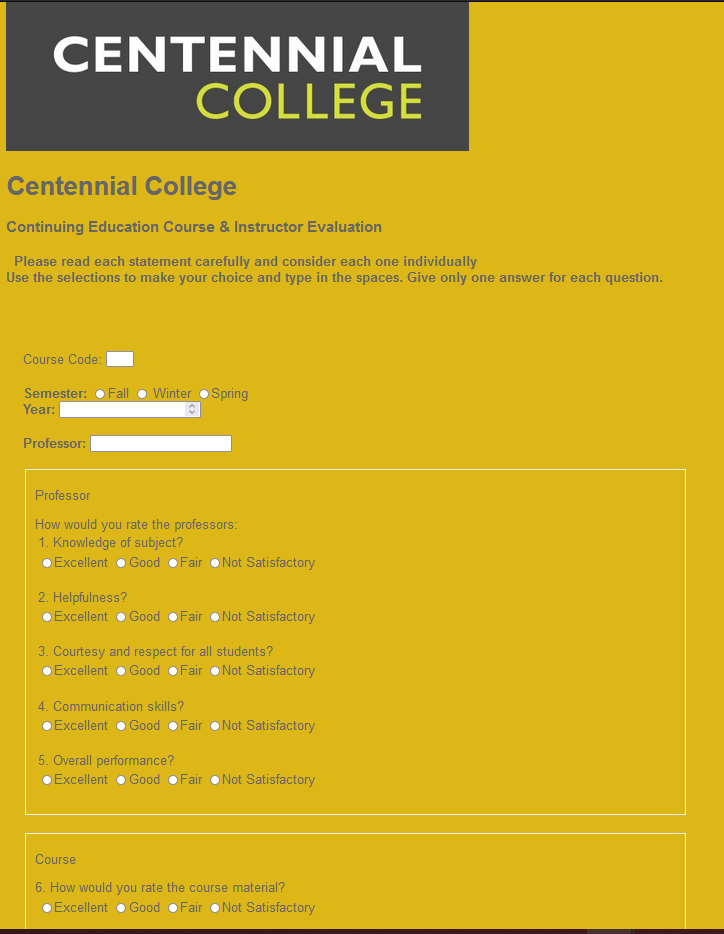 CENTENNIAL
COLLEGE
Centennial College
Continuing Education Course & Instructor Evaluation
Please read each statement carefully and consider each one individually
Use the selections to make your choice and type in the spaces. Give only one answer for each question.
Course Code:
Semester: Fall Winter Spring
Year:
Professor:
Professor
How would you rate the professors:
1. Knowledge of subject?
Excellent Good Fair Not Satisfactory
2. Helpfulness?
Excellent Good Fair Not Satisfactory
3. Courtesy and respect for all students?
Excellent Good Fair Not Satisfactory
4. Communication skills?
Excellent Good Fair Not Satisfactory
5. Overall performance?
Excellent Good Fair Not Satisfactory
Course
6. How would you rate the course material?
Excellent Good Fair Not Satisfactory